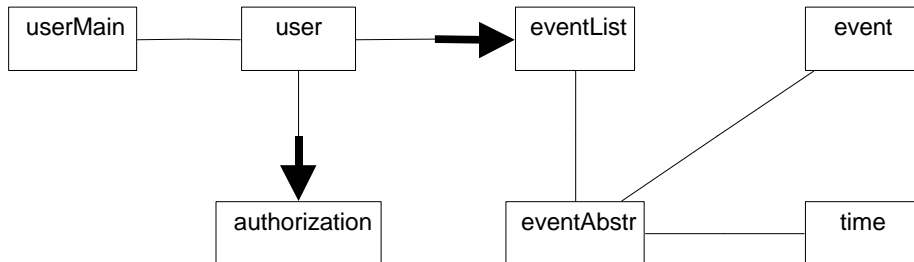 userMain
user
eventList
event
authorization
eventAbstr
time